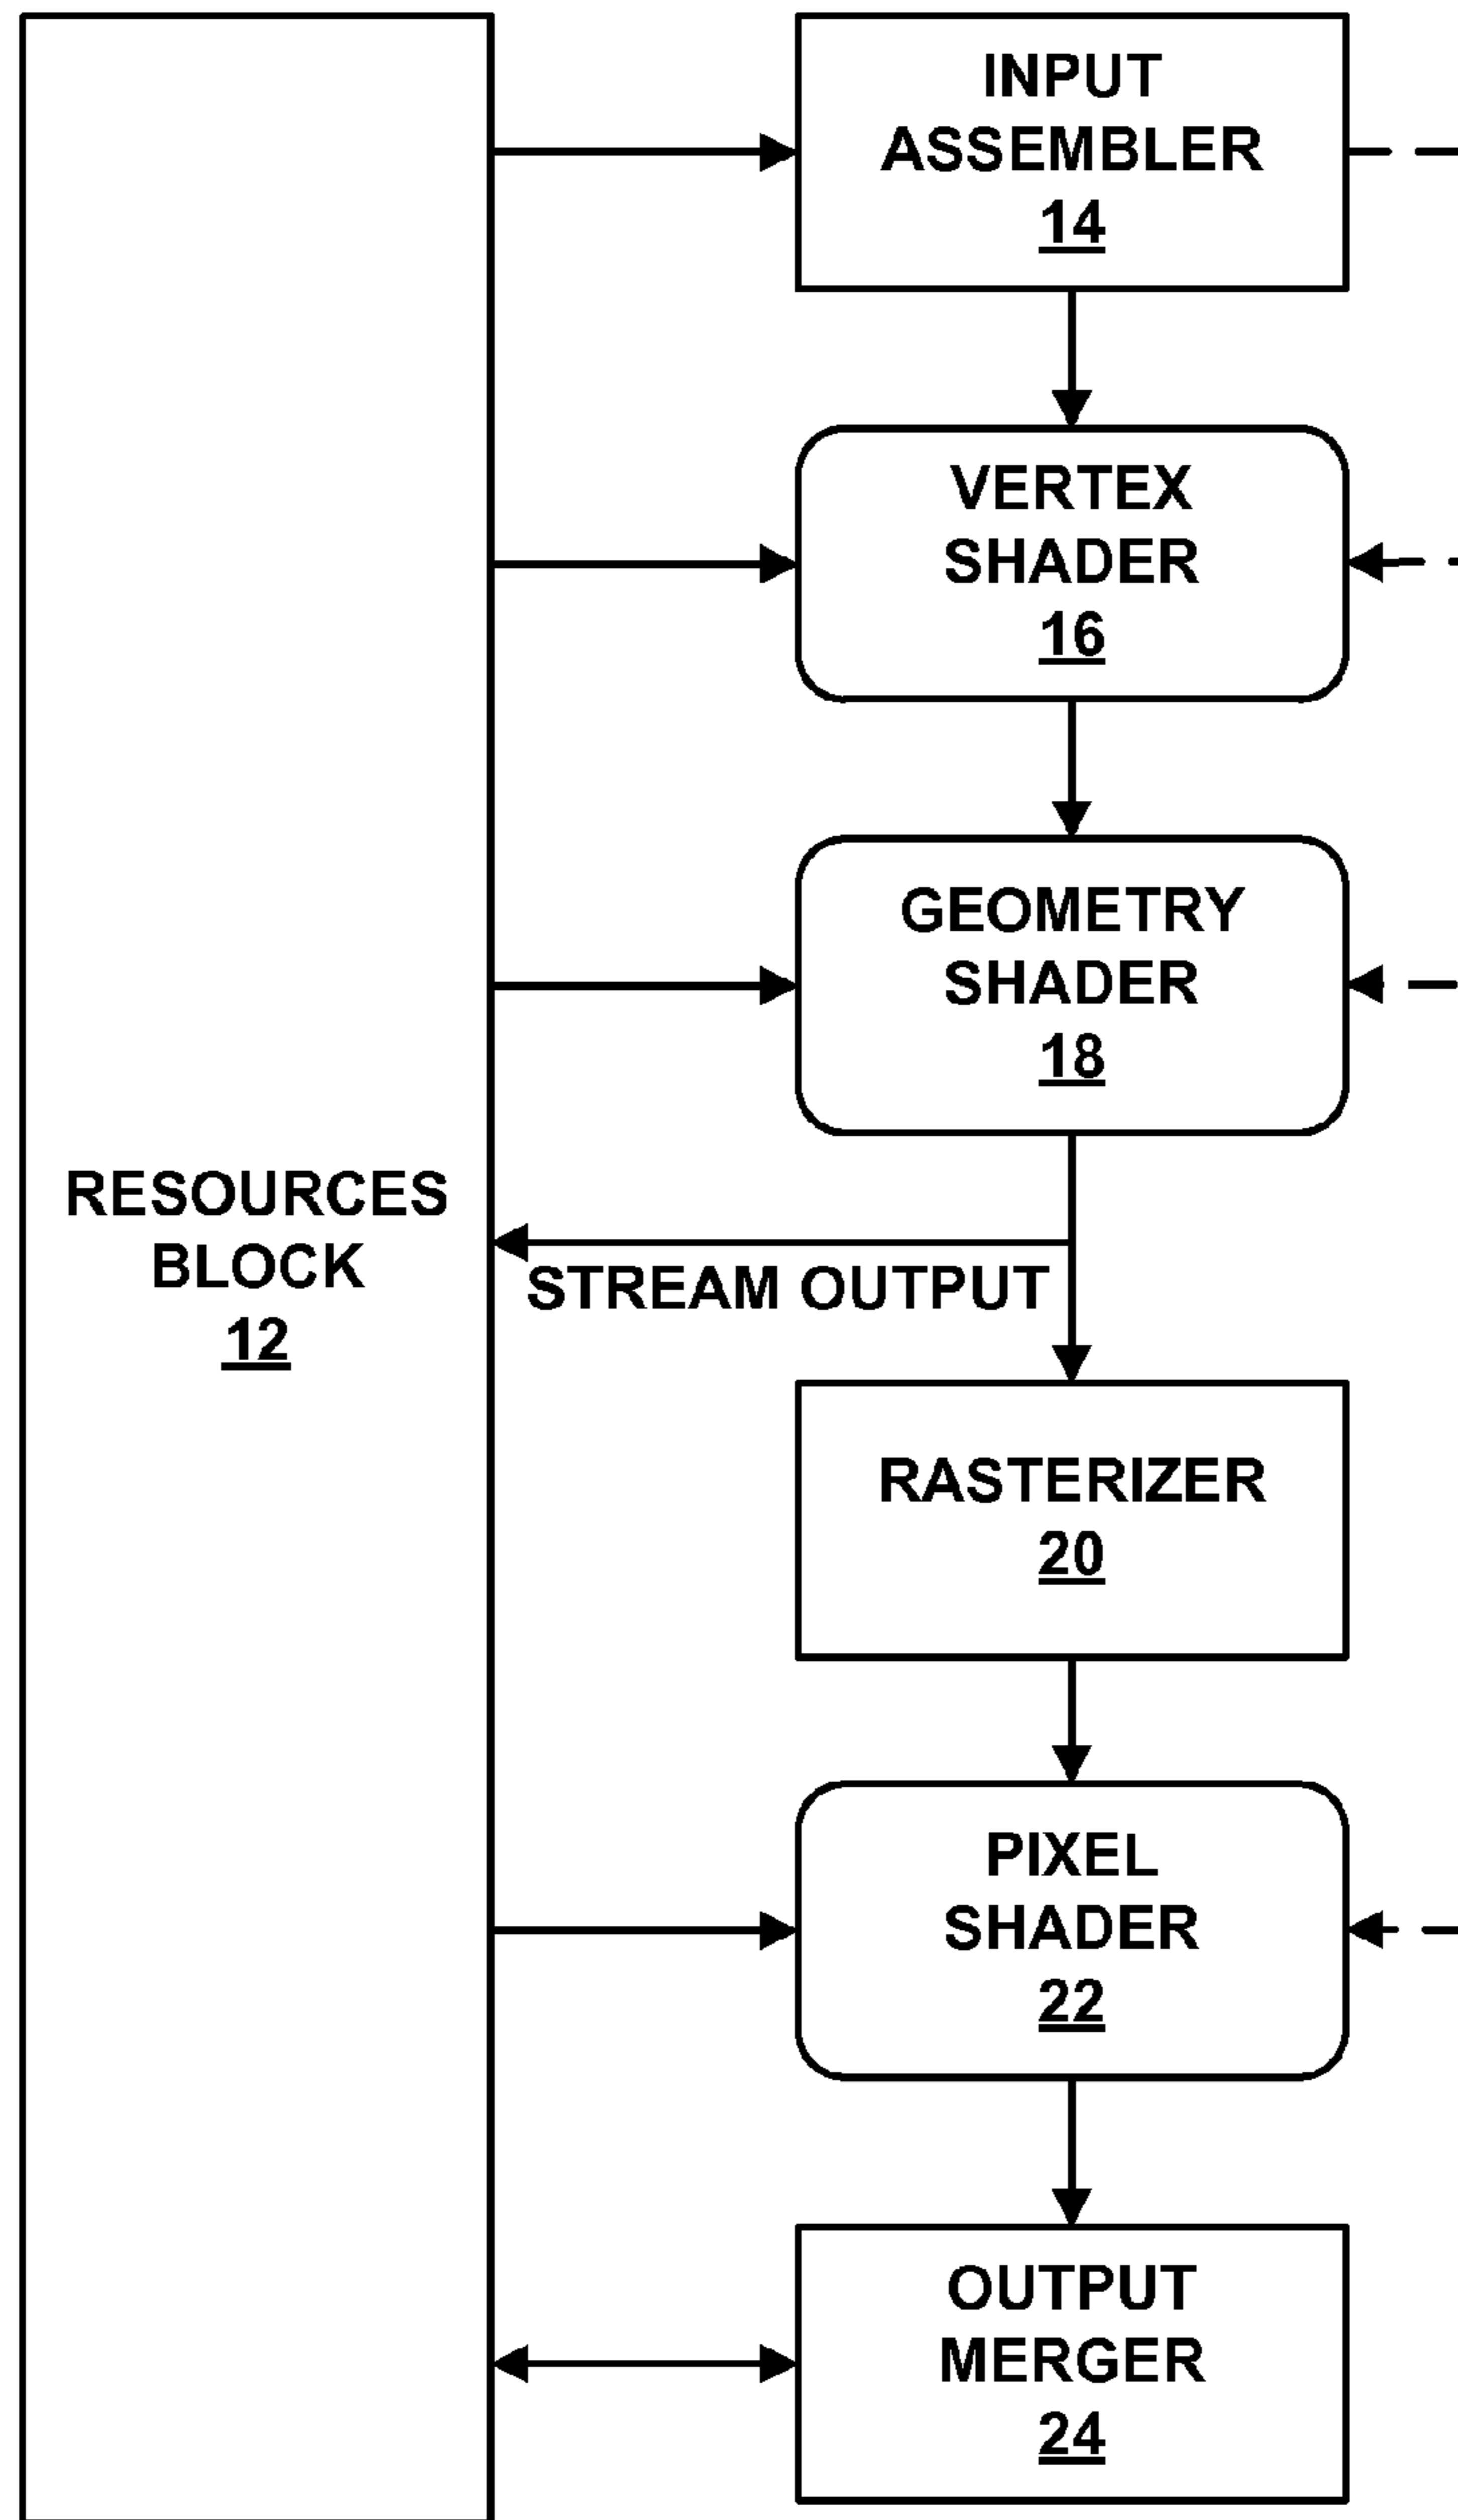 INPUT
ASSEMBLER
14
VERTEX
SHADER
16
GEOMETRY
SHADER
18
RESOURCES
BLOCK
12
STREAM OUTPUT
RASTERIZER
20
PIXEL
SHADER
22
OUTPUT
MERGER
24